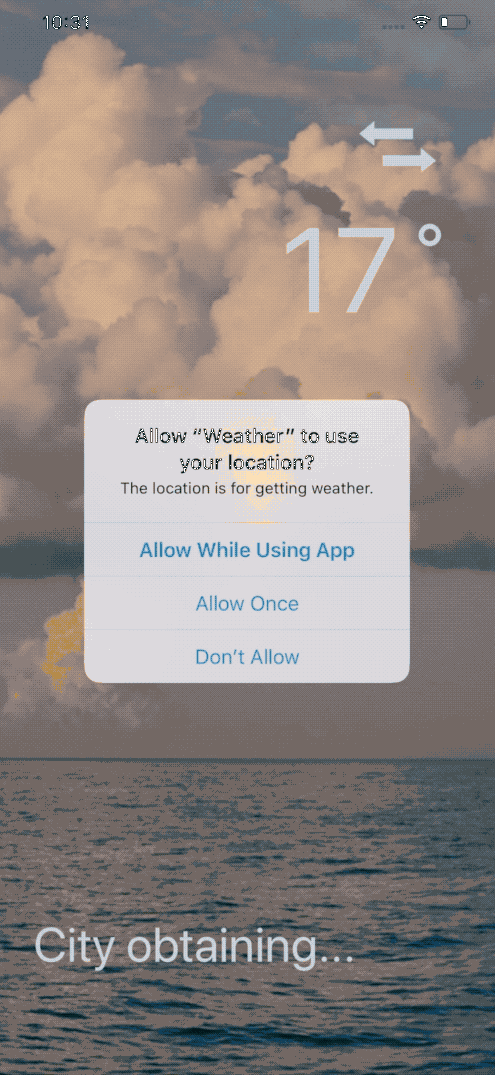 10:31
17°
Allow “Weather” to use
your location?
The location is for getting weather.
Allow While Using App
Allow Once
Don’t Allow
City obtaining...